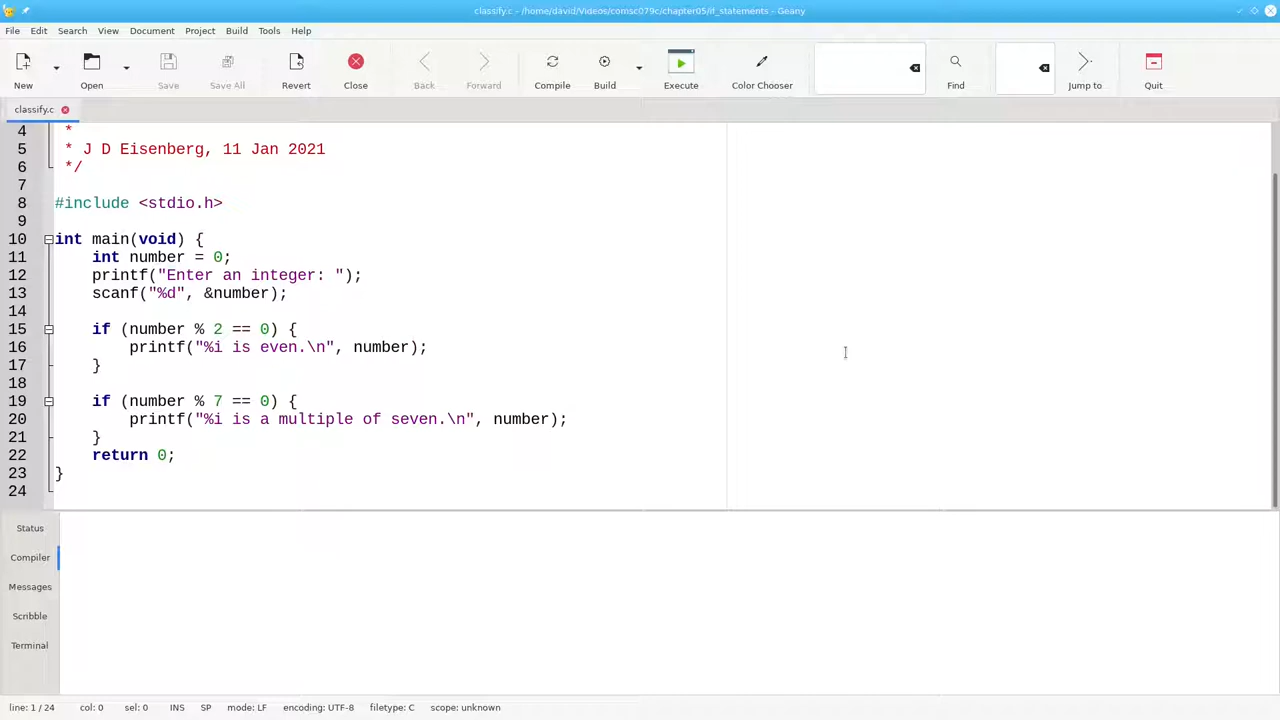 classify.c - /home/david/Videos/comsc079c/chapter05/if_statements - Geany
File Edit Search View Document Project Build Tools Help
New Open Save Save All Revert Close Back Forward Compile Build Execute Color Chooser Find Jump to Quit
classify.c
4 *
5 * J D Eisenberg, 11 Jan 2021
6 */
7
8 #include <stdio.h>
9
10 int main(void) {
11     int number = 0;
12     printf("Enter an integer: ");
13     scanf("%d", &number);
14
15     if (number % 2 == 0) {
16         printf("%i is even.\n", number);
17     }
18
19     if (number % 7 == 0) {
20         printf("%i is a multiple of seven.\n", number);
21     }
22     return 0;
23 }
24
Status
Compiler
Messages
Scribble
Terminal
line: 1 / 24 col: 0 sel: 0 INS SP mode: LF encoding: UTF-8 filetype: C scope: unknown